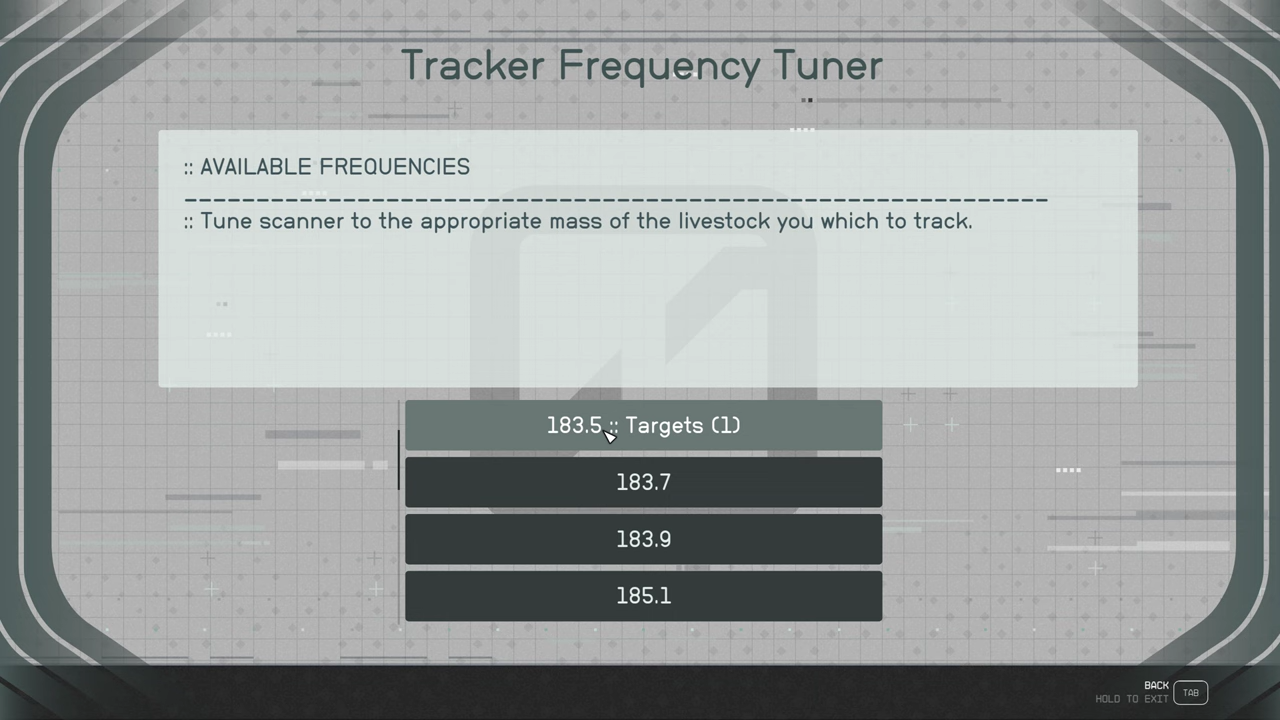 Tracker Frequency Tuner
:: AVAILABLE FREQUENCIES
:: Tune scanner to the appropriate mass of the livestock you which to track.
183.5 :: Targets (1)
183.7
183.9
185.1
BACK
HOLD TO EXIT
TAB